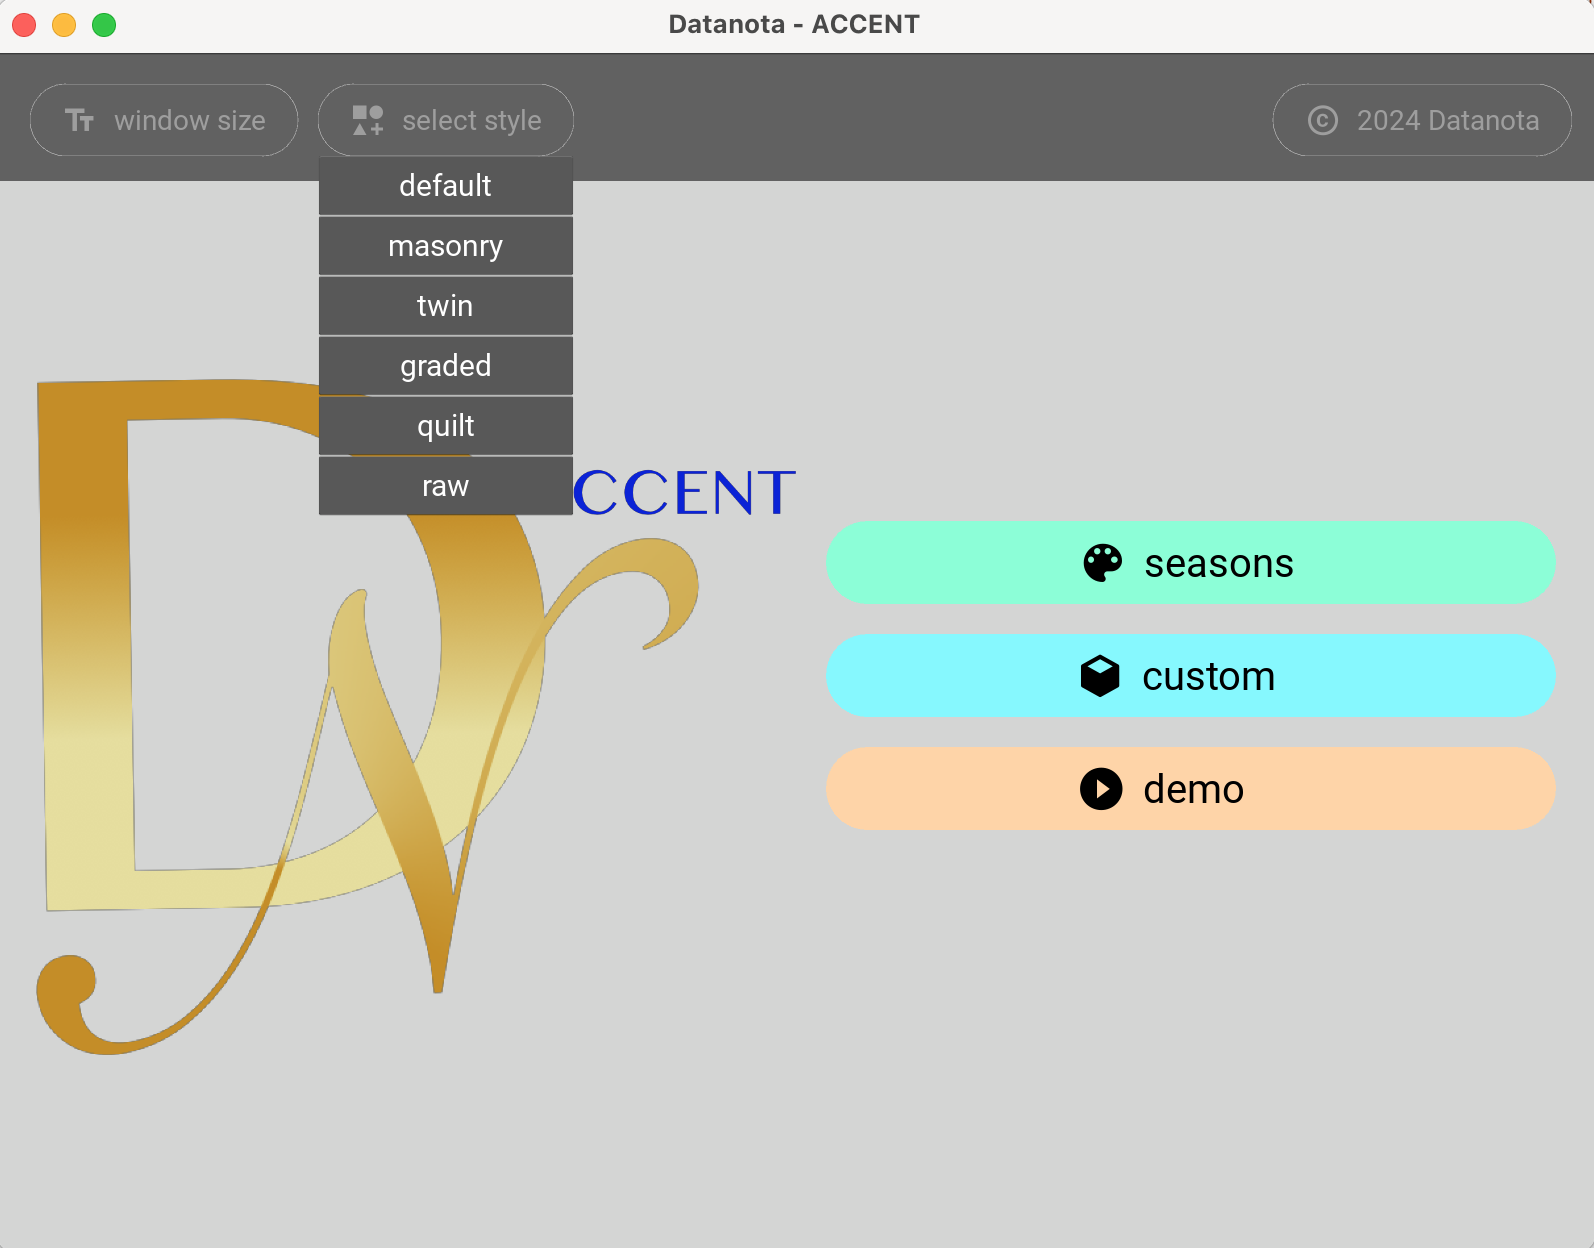 Datanota - ACCENT
window size
select style
2024 Datanota
default
masonry
twin
graded
quilt
raw
CCENT
seasons
custom
demo